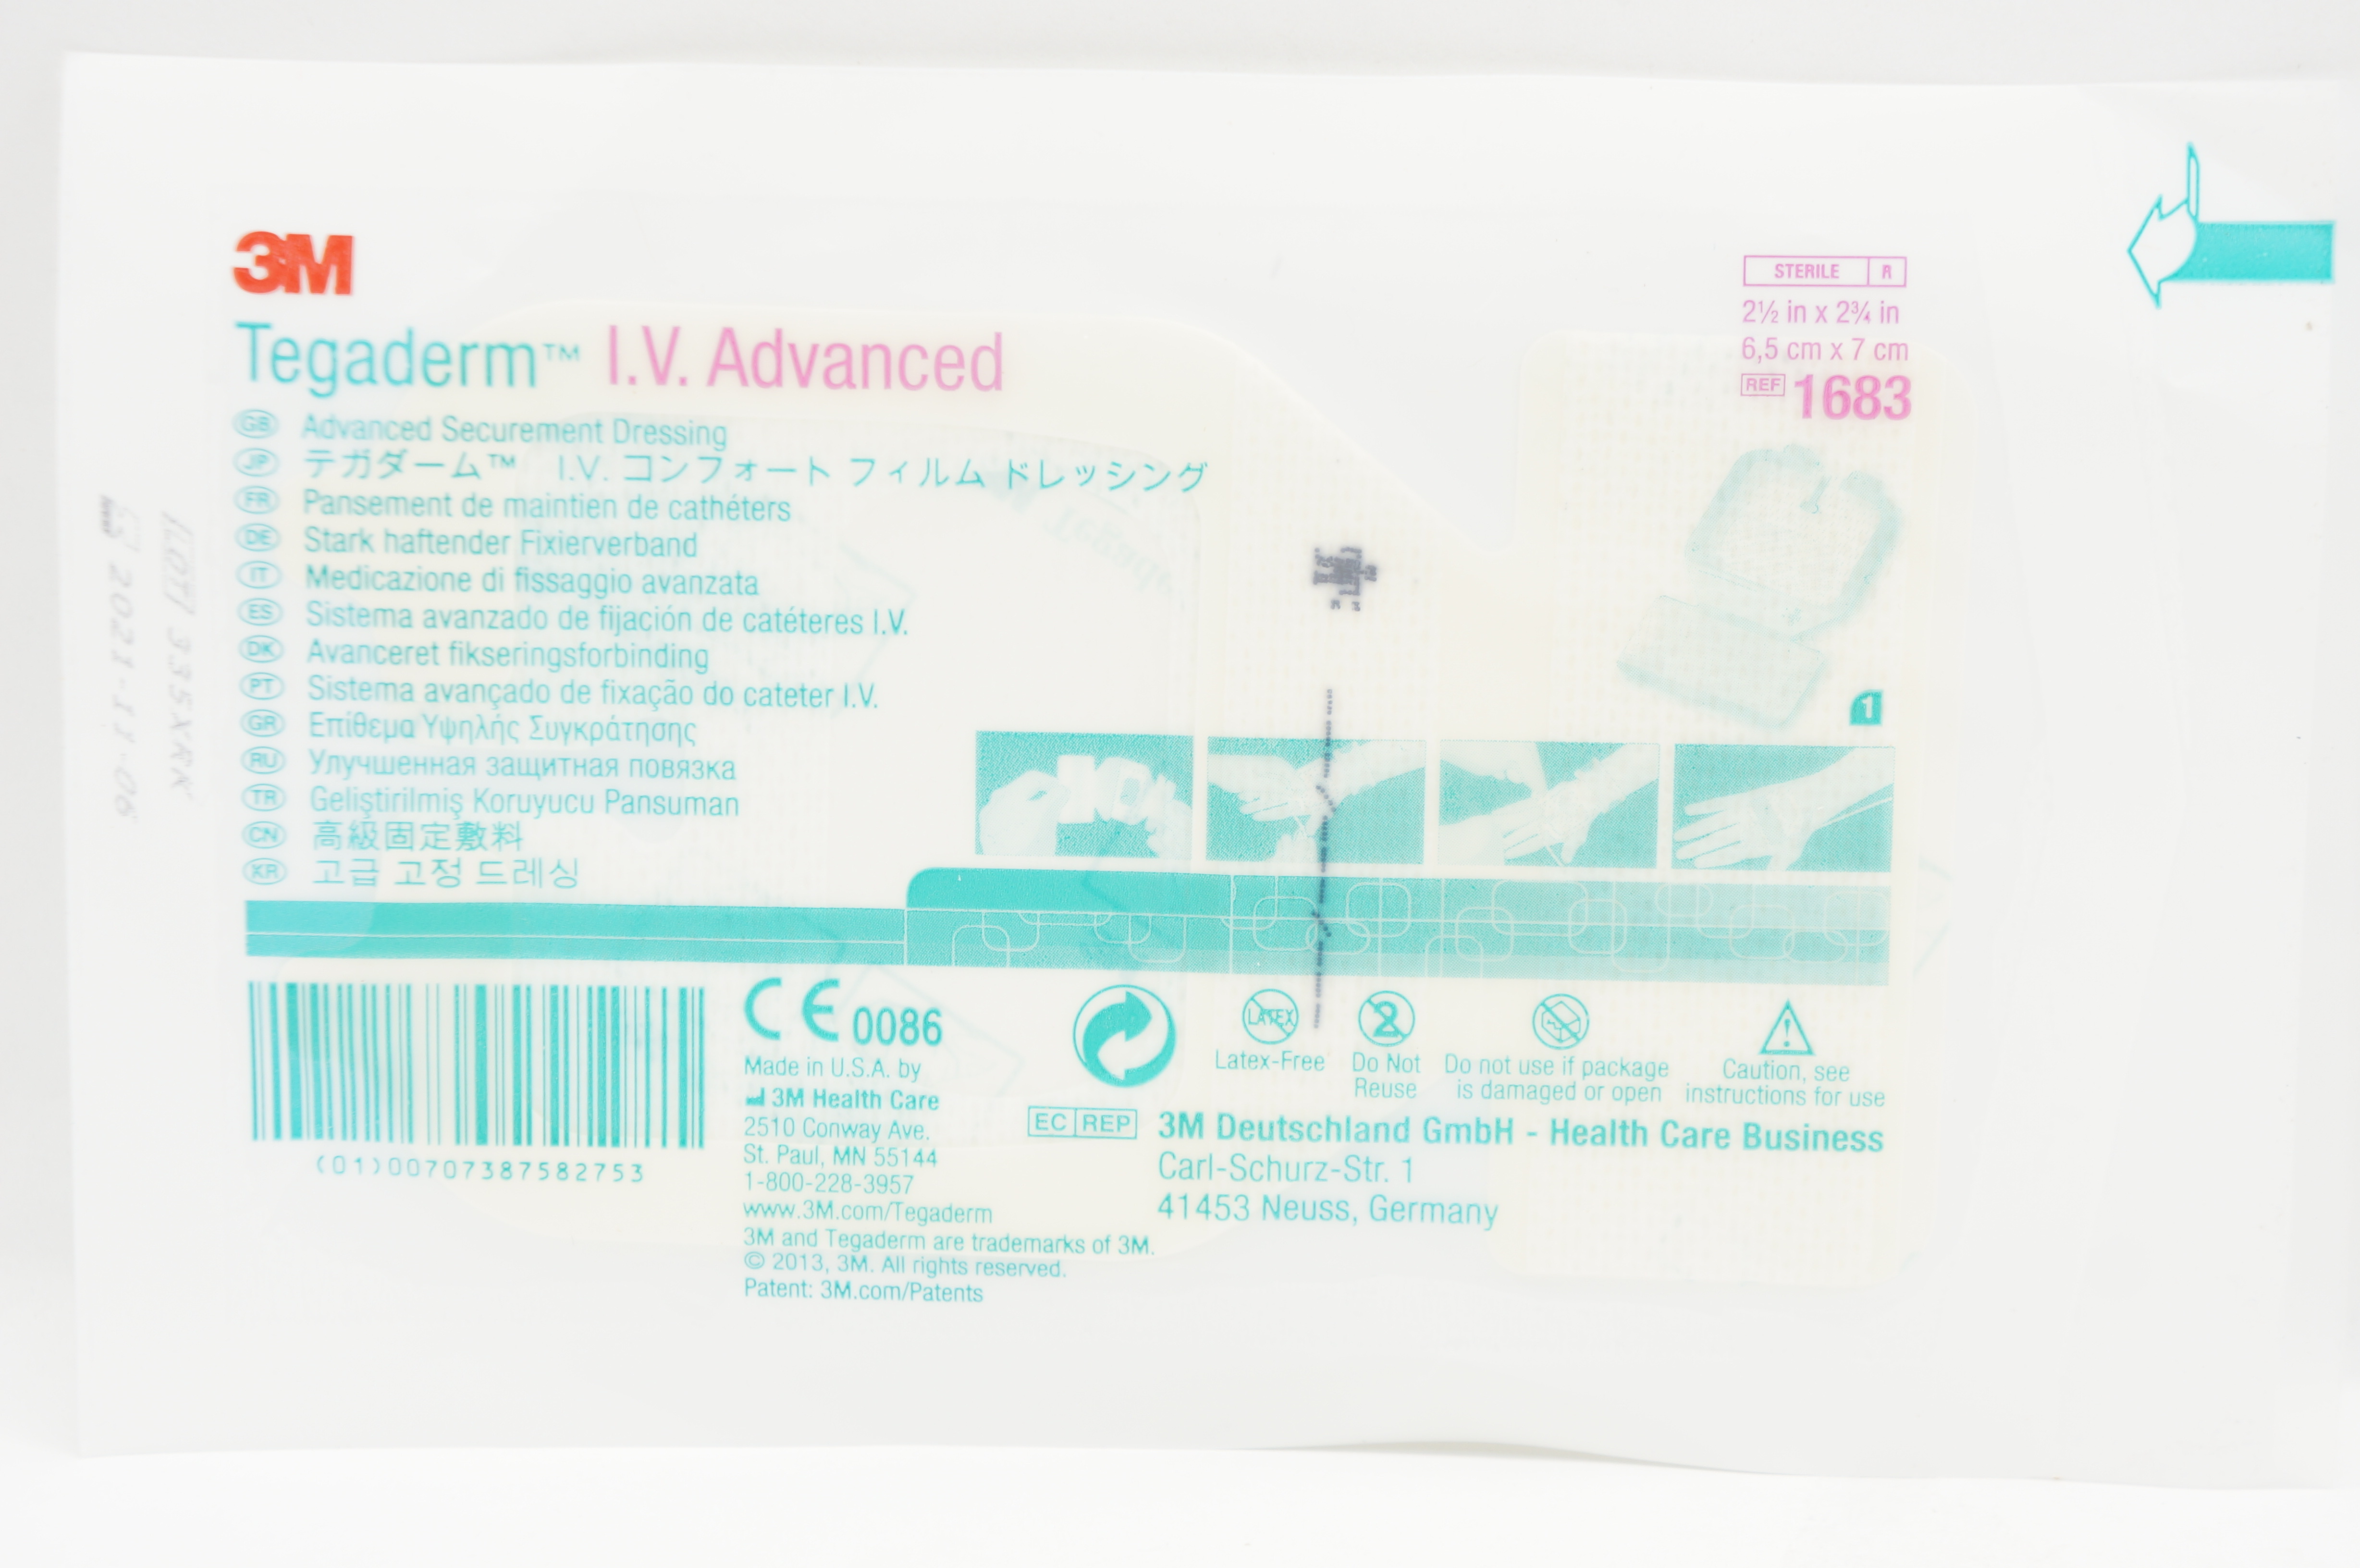 3M
Tegaderm™ I.V. Advanced
GB Advanced Securement Dressing
JP テガダーム™ I.V. コンフォート フィルム ドレッシング
FR Pansement de maintien de cathéters
DE Stark haftender Fixierverband
IT Medicazione di fissaggio avanzata
ES Sistema avanzado de fijación de catéteres I.V.
DK Avanceret fikseringsforbinding
PT Sistema avançado de fixação do cateter I.V.
GR Επίθεμα Υψηλής Συγκράτησης
RU Улучшенная защитная повязка
TR Geliştirilmiş Koruyucu Pansuman
CN 高級固定敷料
KR 고급 고정 드레싱
STERILE R
2½ in x 2¾ in
6,5 cm x 7 cm
REF 1683
1
(01)00707387582753
CE 0086
Made in U.S.A. by
3M Health Care
2510 Conway Ave.
St. Paul, MN 55144
1-800-228-3957
www.3M.com/Tegaderm
3M and Tegaderm are trademarks of 3M.
© 2013, 3M. All rights reserved.
Patent: 3M.com/Patents
LATEX
Latex-Free
2
Do Not
Reuse
Do not use if package
is damaged or open
Caution, see
instructions for use
EC REP
3M Deutschland GmbH - Health Care Business
Carl-Schurz-Str. 1
41453 Neuss, Germany
2021-11-06